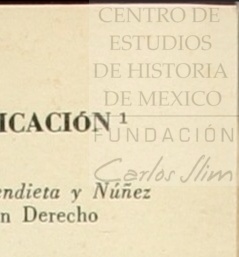 CENTRO DE
ESTUDIOS
DE HISTORIA
DE MEXICO
ICACIÓN ¹
FUNDACIÓN
Carlos Slim
endieta y Núñez
n Derecho